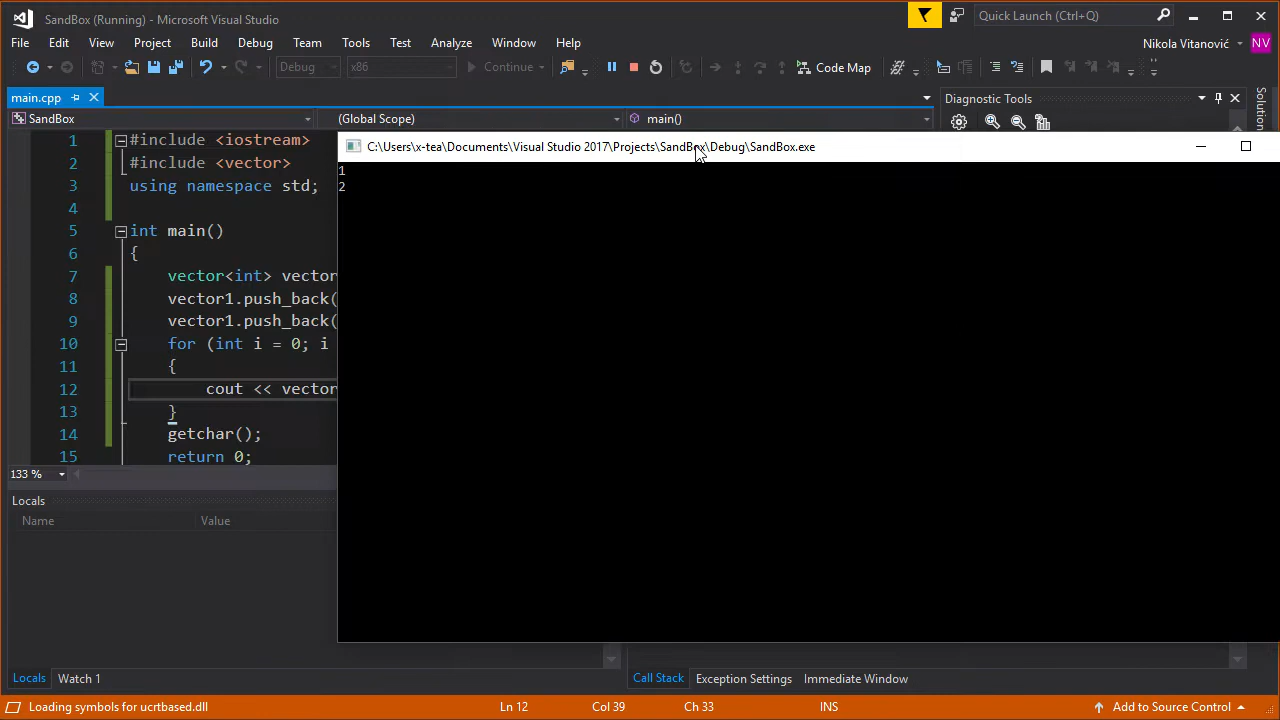 SandBox (Running) - Microsoft Visual Studio
Quick Launch (Ctrl+Q)
File Edit View Project Build Debug Team Tools Test Analyze Window Help
Nikola Vitanović NV
Debug x86 Continue Code Map
main.cpp
Diagnostic Tools
SandBox (Global Scope) main()
Solution
1 #include <iostream>
2 #include <vector>
3 using namespace std;
4
5 int main()
6 {
7 vector<int> vector
8 vector1.push_back(
9 vector1.push_back(
10 for (int i = 0; i
11 {
12 cout << vector
13 }
14 getchar();
15 return 0;
C:\Users\x-tea\Documents\Visual Studio 2017\Projects\SandBox\Debug\SandBox.exe
1
2
133 %
Locals
Name Value
Locals Watch 1
Call Stack Exception Settings Immediate Window
Loading symbols for ucrtbased.dll Ln 12 Col 39 Ch 33 INS Add to Source Control